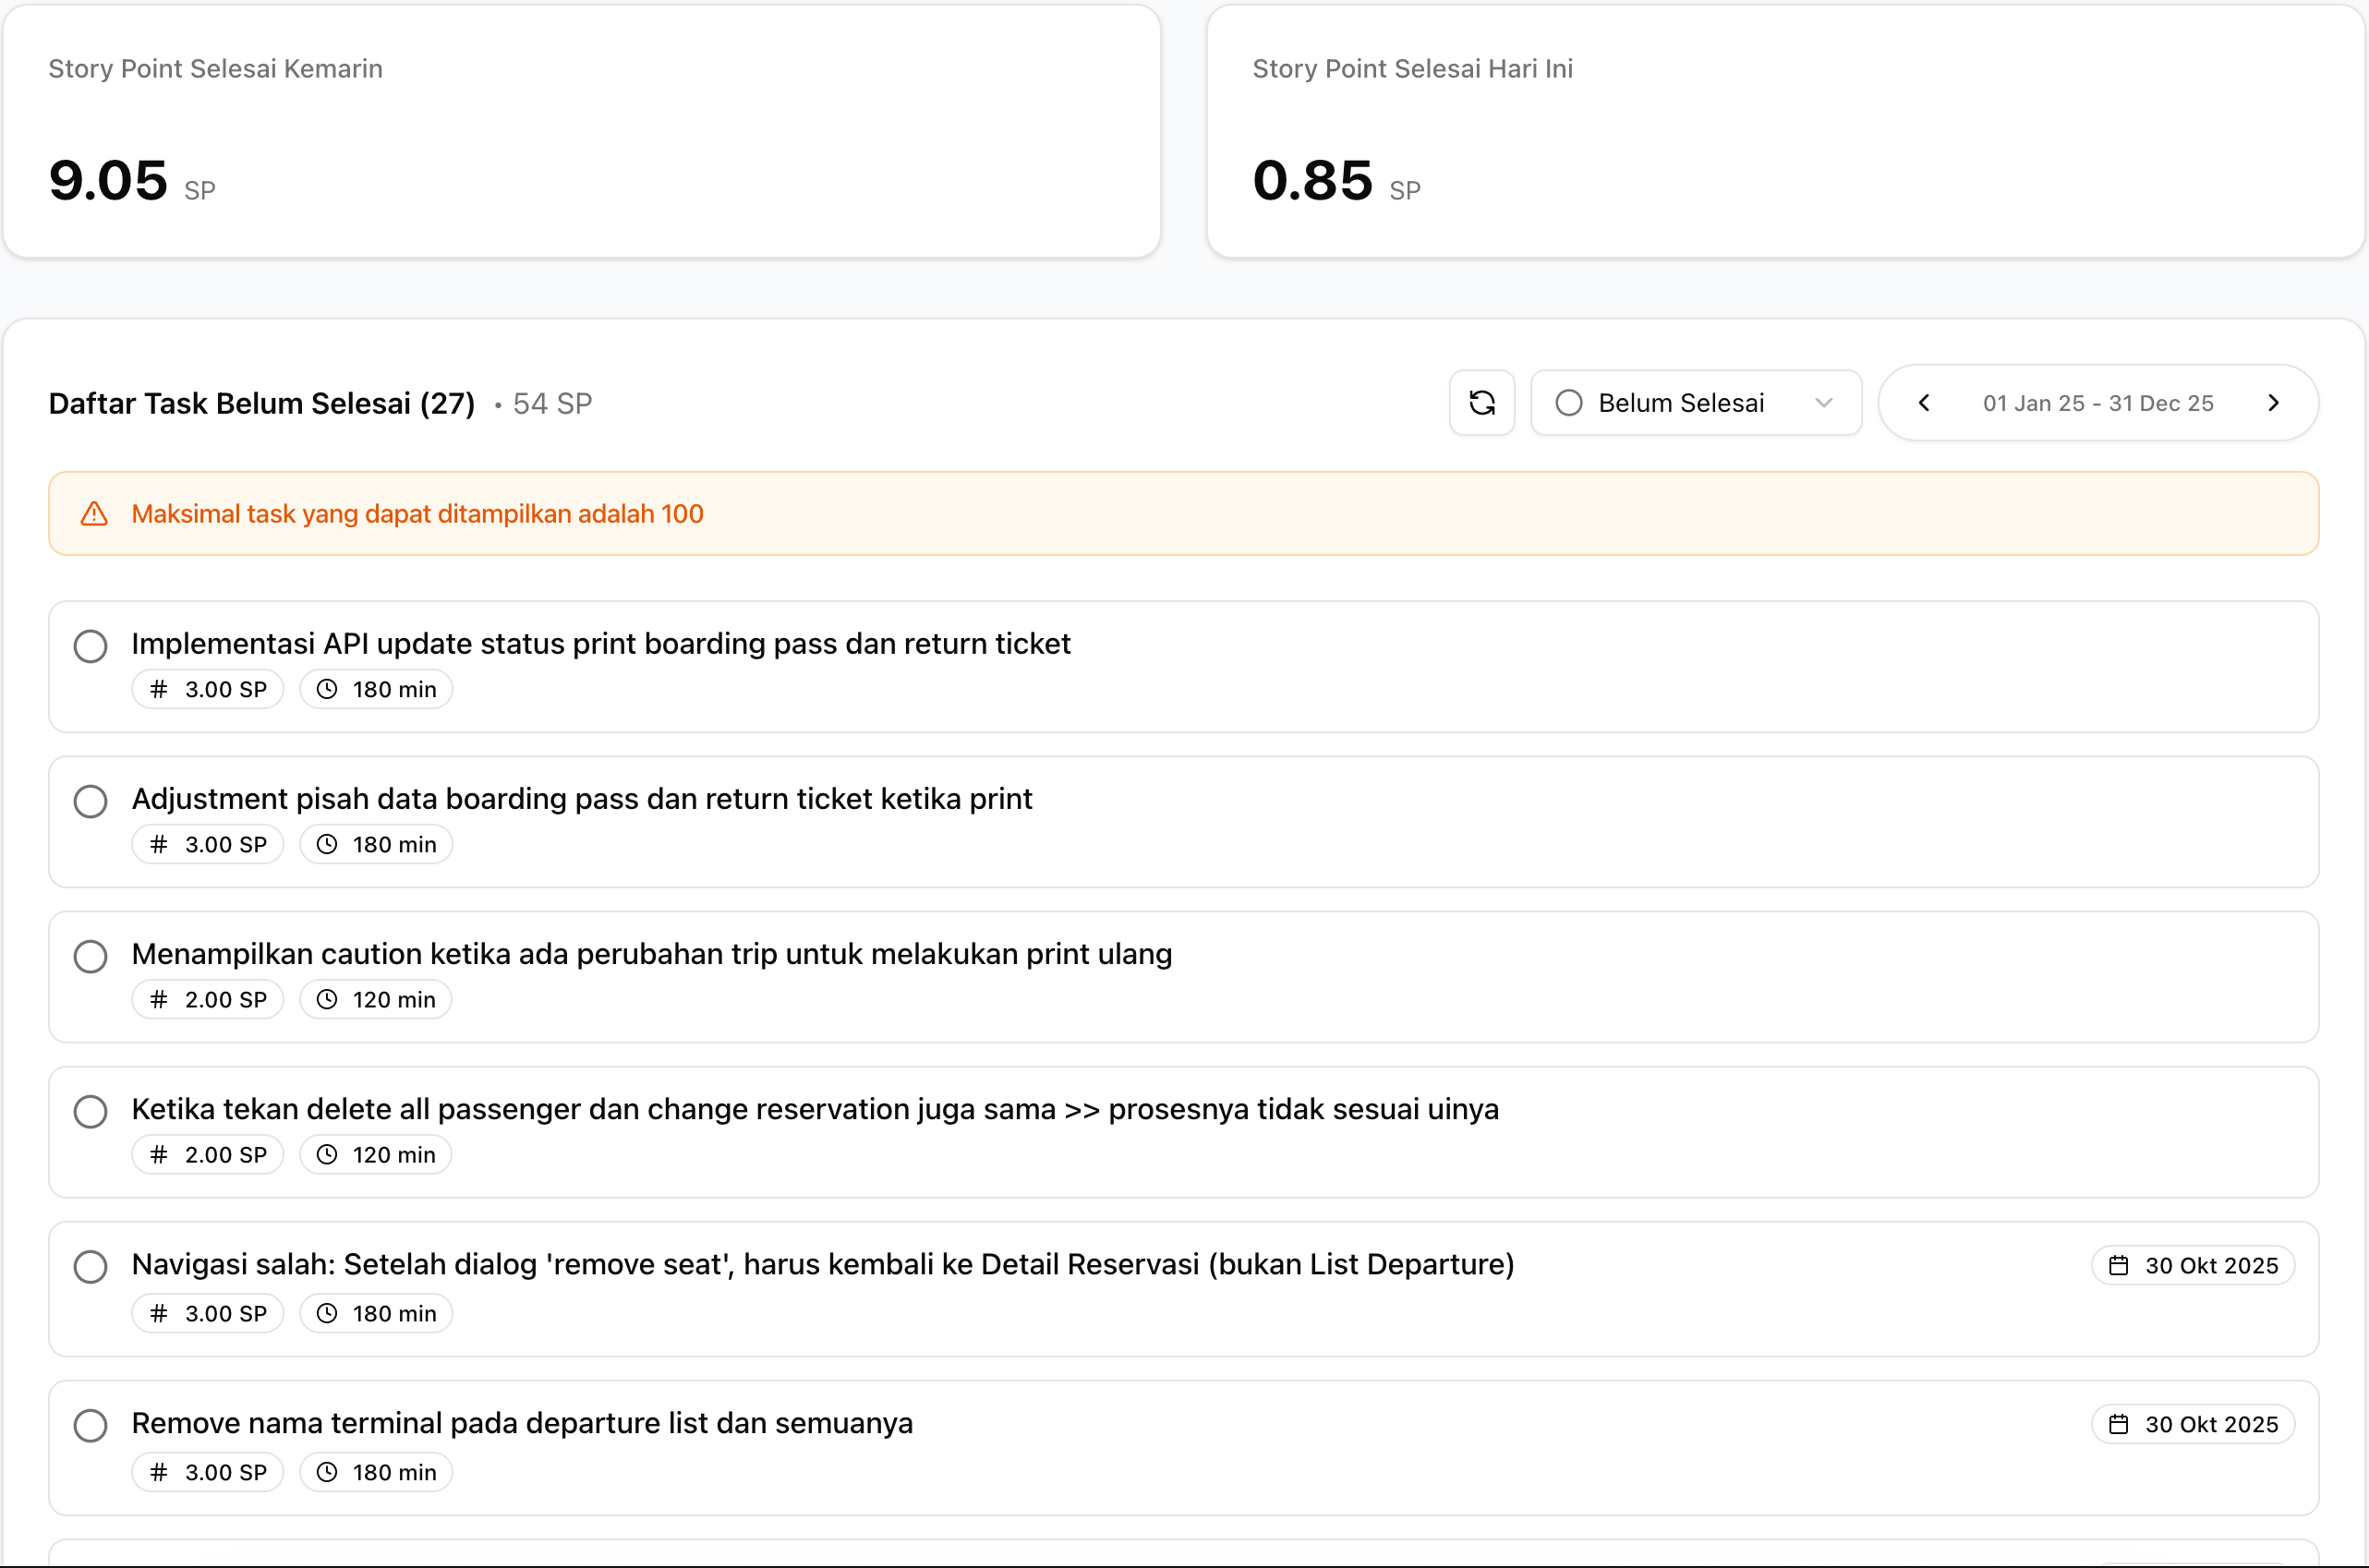 Story Point Selesai Kemarin
9.05 SP
Story Point Selesai Hari Ini
0.85 SP
Daftar Task Belum Selesai (27) • 54 SP
Belum Selesai
01 Jan 25 - 31 Dec 25
Maksimal task yang dapat ditampilkan adalah 100
Implementasi API update status print boarding pass dan return ticket
# 3.00 SP 180 min
Adjustment pisah data boarding pass dan return ticket ketika print
# 3.00 SP 180 min
Menampilkan caution ketika ada perubahan trip untuk melakukan print ulang
# 2.00 SP 120 min
Ketika tekan delete all passenger dan change reservation juga sama >> prosesnya tidak sesuai uinya
# 2.00 SP 120 min
Navigasi salah: Setelah dialog 'remove seat', harus kembali ke Detail Reservasi (bukan List Departure)
30 Okt 2025
# 3.00 SP 180 min
Remove nama terminal pada departure list dan semuanya
30 Okt 2025
# 3.00 SP 180 min